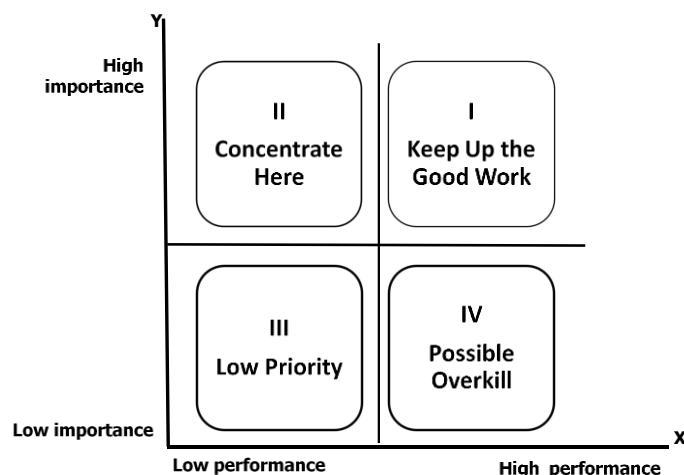 Y
High
importance
II
Concentrate
Here
I
Keep Up the
Good Work
III
Low Priority
IV
Possible
Overkill
Low importance
X
Low performance
High performance